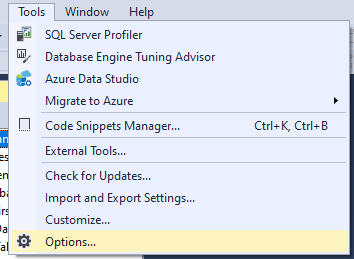 Tools Window Help
SQL Server Profiler
Database Engine Tuning Advisor
Azure Data Studio
Migrate to Azure
Code Snippets Manager... Ctrl+K, Ctrl+B
External Tools...
Check for Updates...
Import and Export Settings...
Customize...
Options...